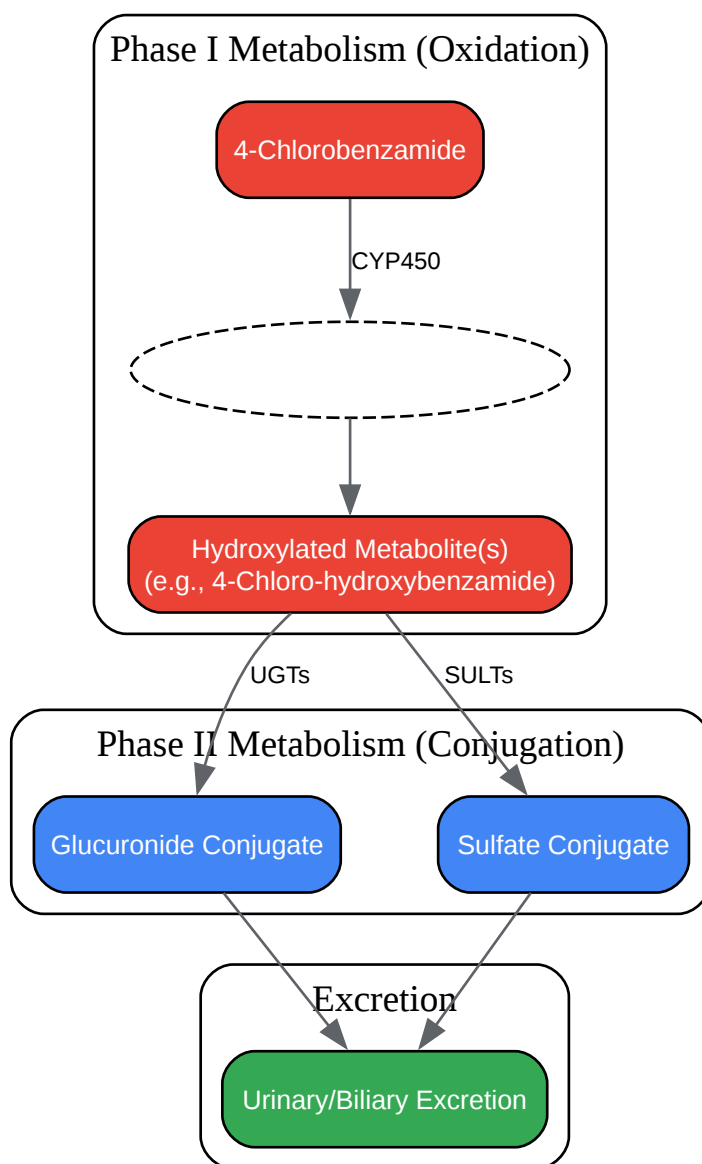 Phase I Metabolism (Oxidation)
4-Chlorobenzamide
CYP450
Hydroxylated Metabolite(s)
(e.g., 4-Chloro-hydroxybenzamide)
UGTs
SULTs
Phase II Metabolism (Conjugation)
Glucuronide Conjugate
Sulfate Conjugate
Excretion
Urinary/Biliary Excretion